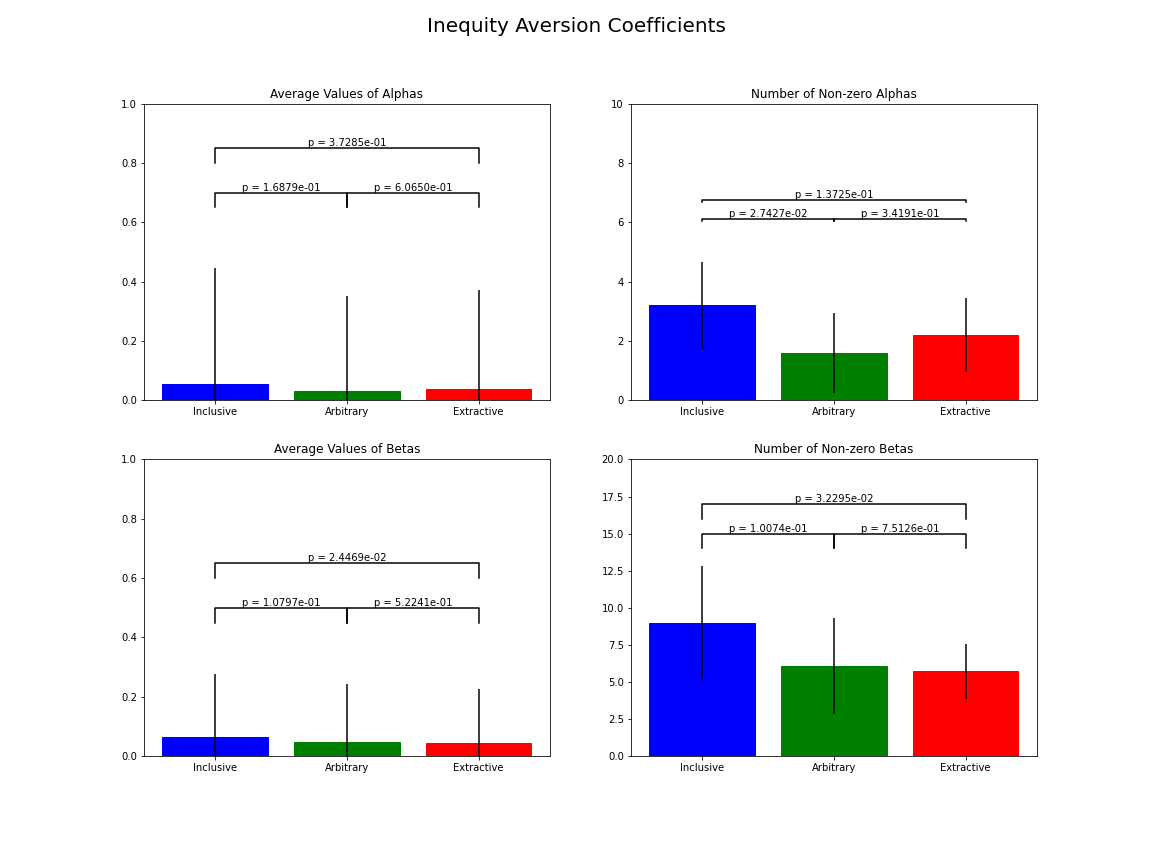 Inequity Aversion Coefficients
Average Values of Alphas
1.0
0.8
0.6
0.4
0.2
0.0
p = 3.7285e-01
p = 1.6879e-01
p = 6.0650e-01
Inclusive
Arbitrary
Extractive
Number of Non-zero Alphas
10
8
6
4
2
0
p = 1.3725e-01
p = 2.7427e-02
p = 3.4191e-01
Inclusive
Arbitrary
Extractive
Average Values of Betas
1.0
0.8
0.6
0.4
0.2
0.0
p = 2.4469e-02
p = 1.0797e-01
p = 5.2241e-01
Inclusive
Arbitrary
Extractive
Number of Non-zero Betas
20.0
17.5
15.0
12.5
10.0
7.5
5.0
2.5
0.0
p = 3.2295e-02
p = 1.0074e-01
p = 7.5126e-01
Inclusive
Arbitrary
Extractive